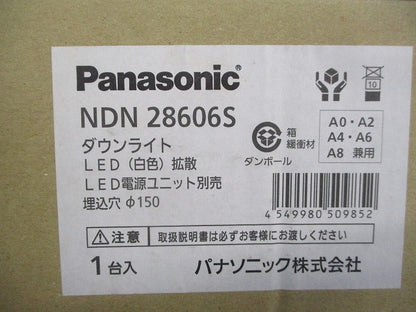 Panasonic®
NDN 28606S
ダウンライト
LED(白色)拡散
LED電源ユニット別売
埋込穴 φ150
10
箱
緩衝材
ダンボール
A0・A2
A4・A6
A8 兼用
4 549980 509852
⚠注意 取扱説明書は必ずお客様にお渡しください
1台入
パナソニック株式会社